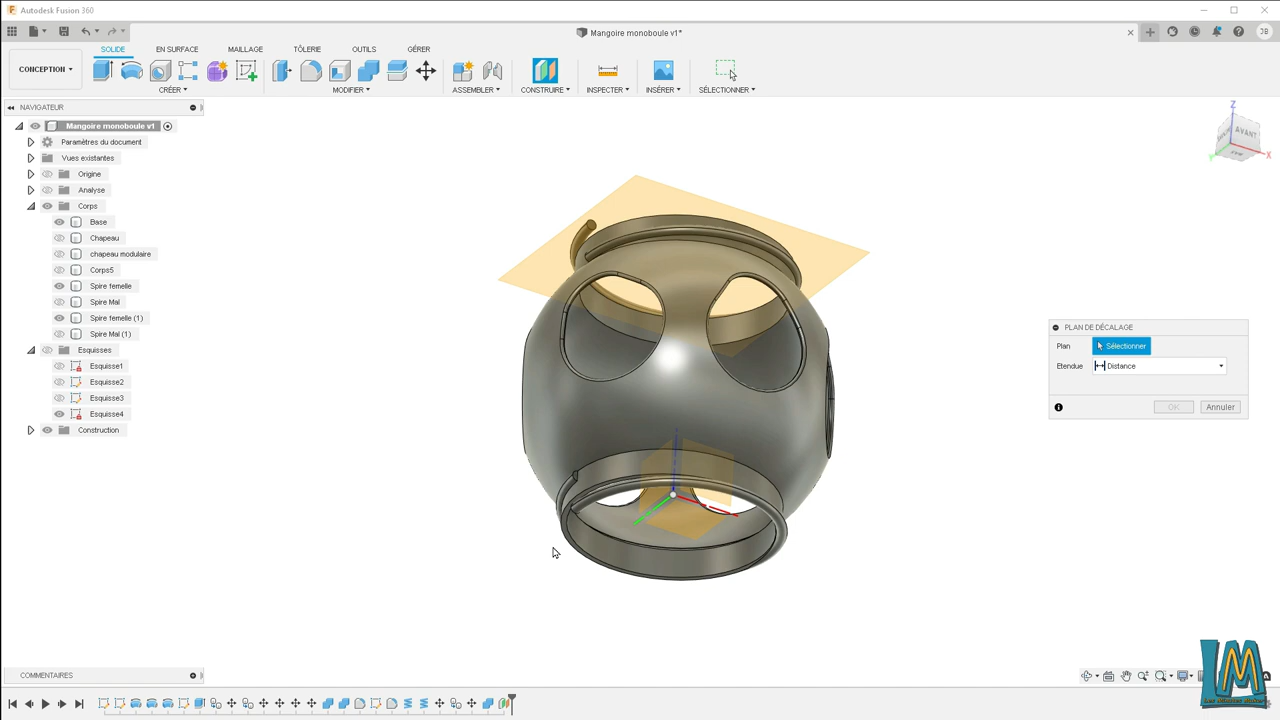 Autodesk Fusion 360
Mangoire monoboule v1*
SOLIDE
EN SURFACE
MAILLAGE
TÔLERIE
OUTILS
GÉRER
CONCEPTION
CRÉER
MODIFIER
ASSEMBLER
CONSTRUIRE
INSPECTER
INSÉRER
SÉLECTIONNER
NAVIGATEUR
Mangoire monoboule v1
Paramètres du document
Vues existantes
Origine
Analyse
Corps
Base
Chapeau
chapeau modulaire
Corps5
Spire femelle
Spire Mal
Spire femelle (1)
Spire Mal (1)
Esquisses
Esquisse1
Esquisse2
Esquisse3
Esquisse4
Construction
Z
AVANT
X
PLAN DE DÉCALAGE
Plan
Sélectionner
Etendue
Distance
OK
Annuler
COMMENTAIRES
LM